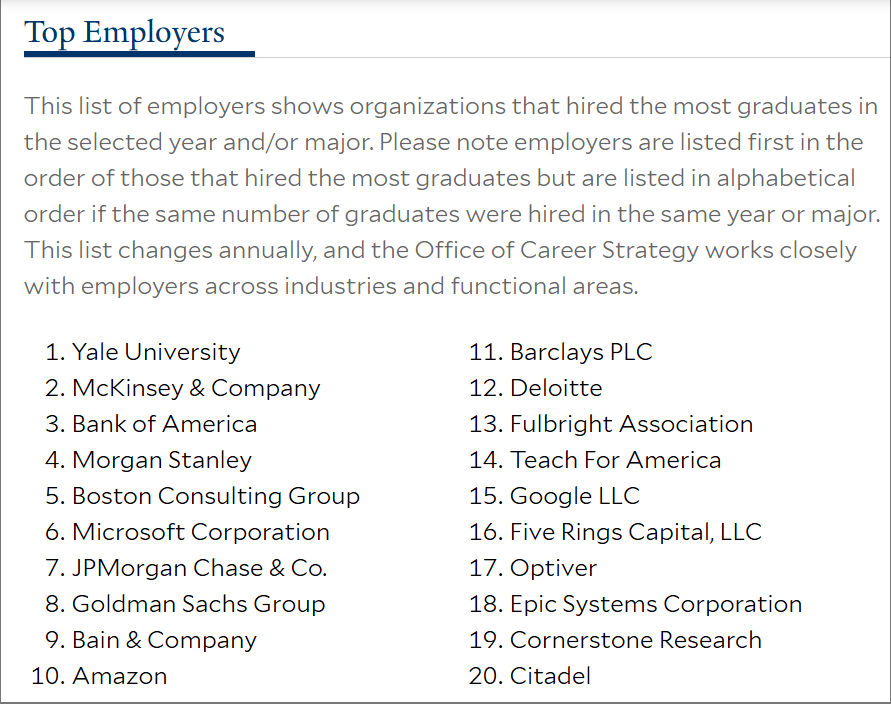 Top Employers
This list of employers shows organizations that hired the most graduates in
the selected year and/or major. Please note employers are listed first in the
order of those that hired the most graduates but are listed in alphabetical
order if the same number of graduates were hired in the same year or major.
This list changes annually, and the Office of Career Strategy works closely
with employers across industries and functional areas.
1. Yale University
2. McKinsey & Company
3. Bank of America
4. Morgan Stanley
5. Boston Consulting Group
6. Microsoft Corporation
7. JPMorgan Chase & Co.
8. Goldman Sachs Group
9. Bain & Company
10. Amazon
11. Barclays PLC
12. Deloitte
13. Fulbright Association
14. Teach For America
15. Google LLC
16. Five Rings Capital, LLC
17. Optiver
18. Epic Systems Corporation
19. Cornerstone Research
20. Citadel